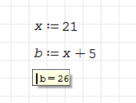 x := 21
b := x + 5
b = 26